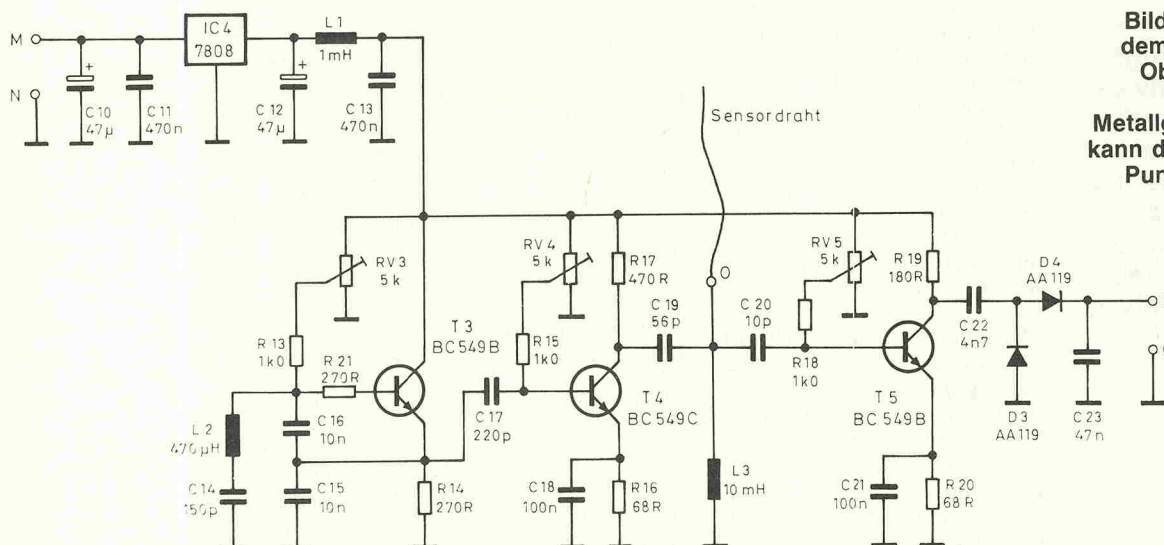 Bild
dem
Ob
Metallg
kann d
Pun
M
IC4
7808
L1
1mH
+
+
N
C10
47µ
C11
470n
C12
47µ
C13
470n
Sensordraht
RV3
5k
RV4
5k
R17
470R
O
RV5
5k
R19
180R
D4
AA119
R13
1k0
R21
270R
T3
BC549B
R15
1k0
C19
56p
C20
10p
R18
1k0
C22
4n7
L2
470µH
C16
10n
C17
220p
T4
BC549C
T5
BC549B
D3
AA119
C23
47n
C14
150p
C15
10n
R14
270R
C18
100n
R16
68R
L3
10mH
C21
100n
R20
68R